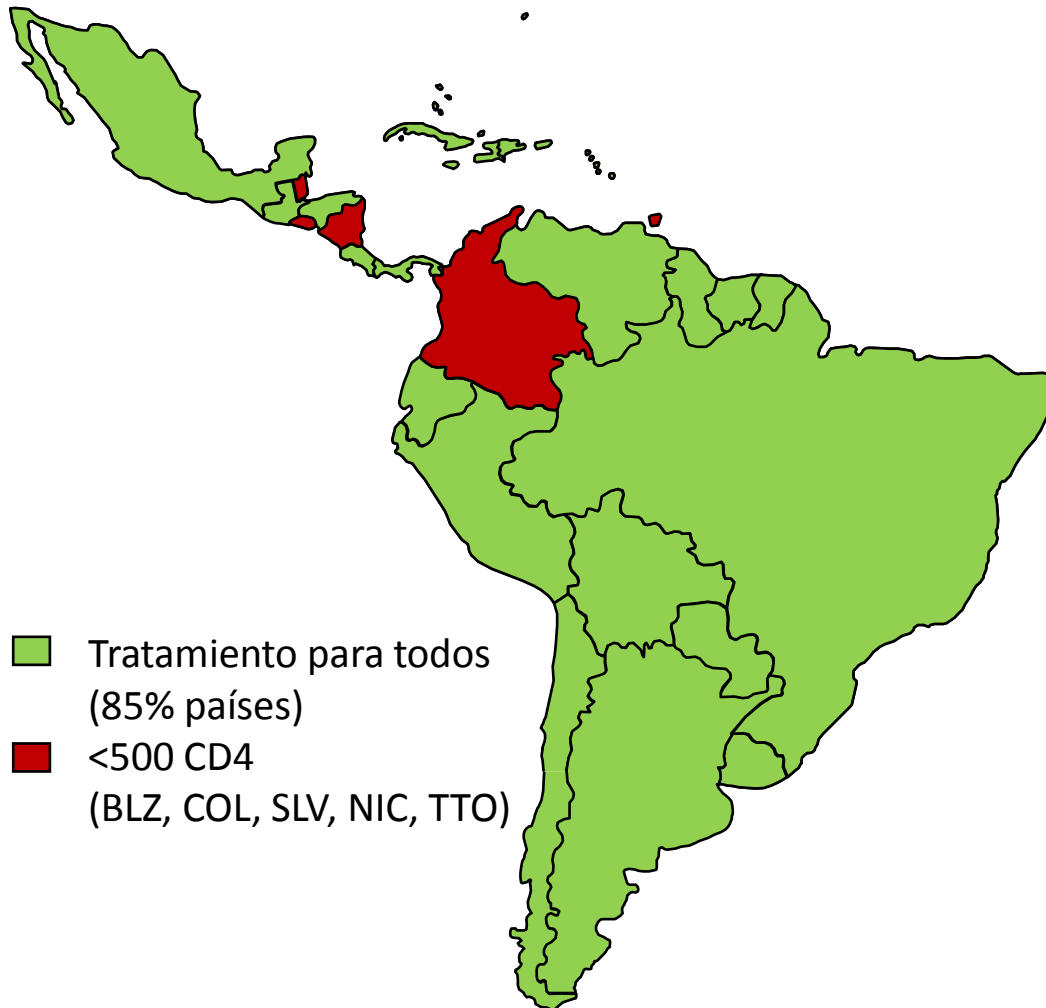 Tratamiento para todos
(85% países)
<500 CD4
(BLZ, COL, SLV, NIC, TTO)